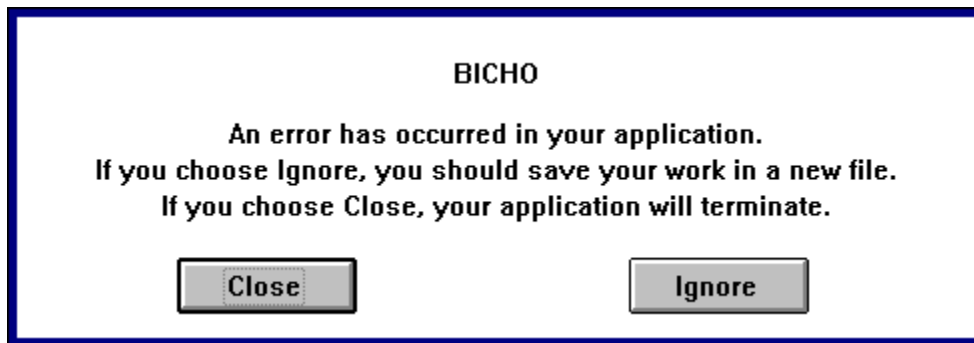 BICHO
An error has occurred in your application.
If you choose Ignore, you should save your work in a new file.
If you choose Close, your application will terminate.
Close Ignore